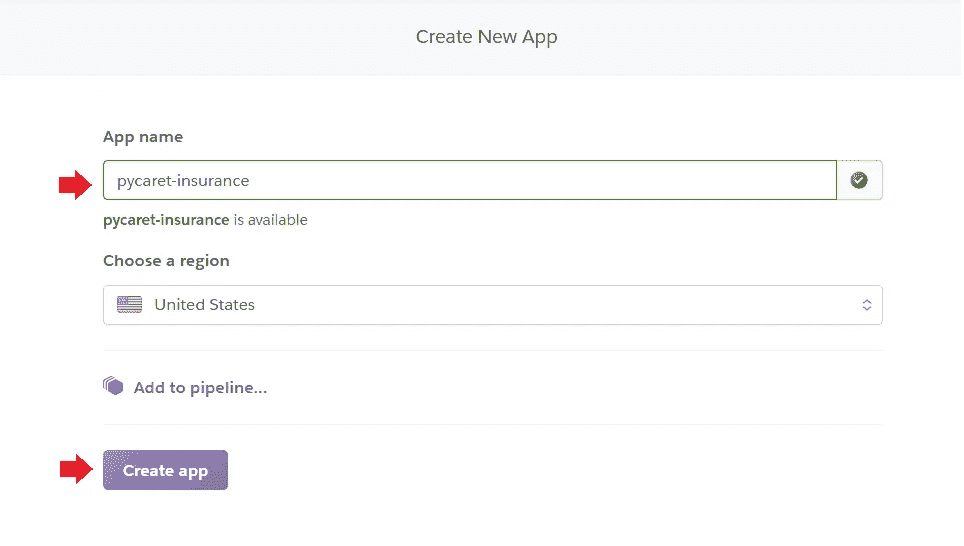 Create New App
App name
pycaret-insurance
pycaret-insurance is available
Choose a region
United States
Add to pipeline...
Create app